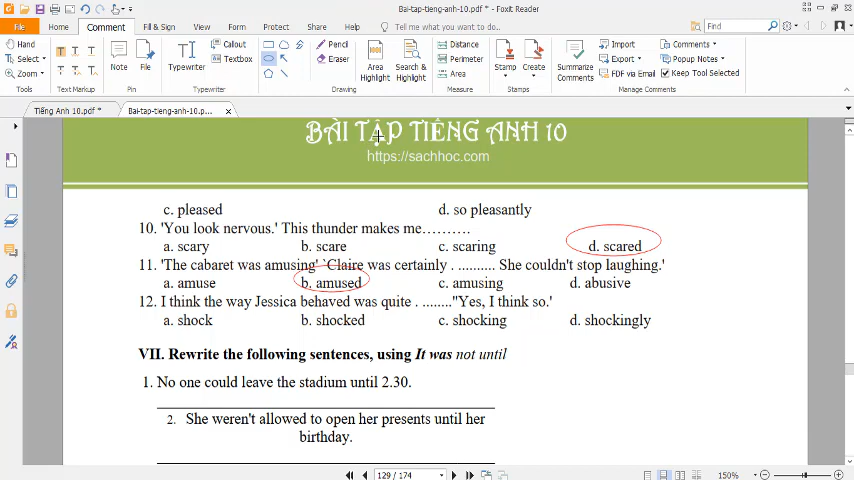 Bai-tap-tieng-anh-10.pdf * - Foxit Reader
File Home Comment Fill & Sign View Form Protect Share Help Tell me what you want to do.. Find
Hand
Select
Zoom
Tools
Text Markup
Note
File
Pin
Typewriter
Callout
Textbox
Typewriter
Pencil
Eraser
Area Highlight
Search & Highlight
Drawing
Distance
Perimeter
Area
Measure
Stamp
Create
Stamps
Summarize Comments
Import
Export
FDF via Email
Comments
Popup Notes
Keep Tool Selected
Manage Comments
Tiếng Anh 10.pdf * Bai-tap-tieng-anh-10.p...
BÀI TẬP TIẾNG ANH 10
https://sachhoc.com
c. pleased d. so pleasantly
10. 'You look nervous.' This thunder makes me……….
a. scary b. scare c. scaring d. scared
11. 'The cabaret was amusing' `Claire was certainly . .......... She couldn't stop laughing.'
a. amuse b. amused c. amusing d. abusive
12. I think the way Jessica behaved was quite . ........"Yes, I think so.'
a. shock b. shocked c. shocking d. shockingly
VII. Rewrite the following sentences, using It was not until
1. No one could leave the stadium until 2.30.
2. She weren't allowed to open her presents until her
birthday.
129 / 174 150%